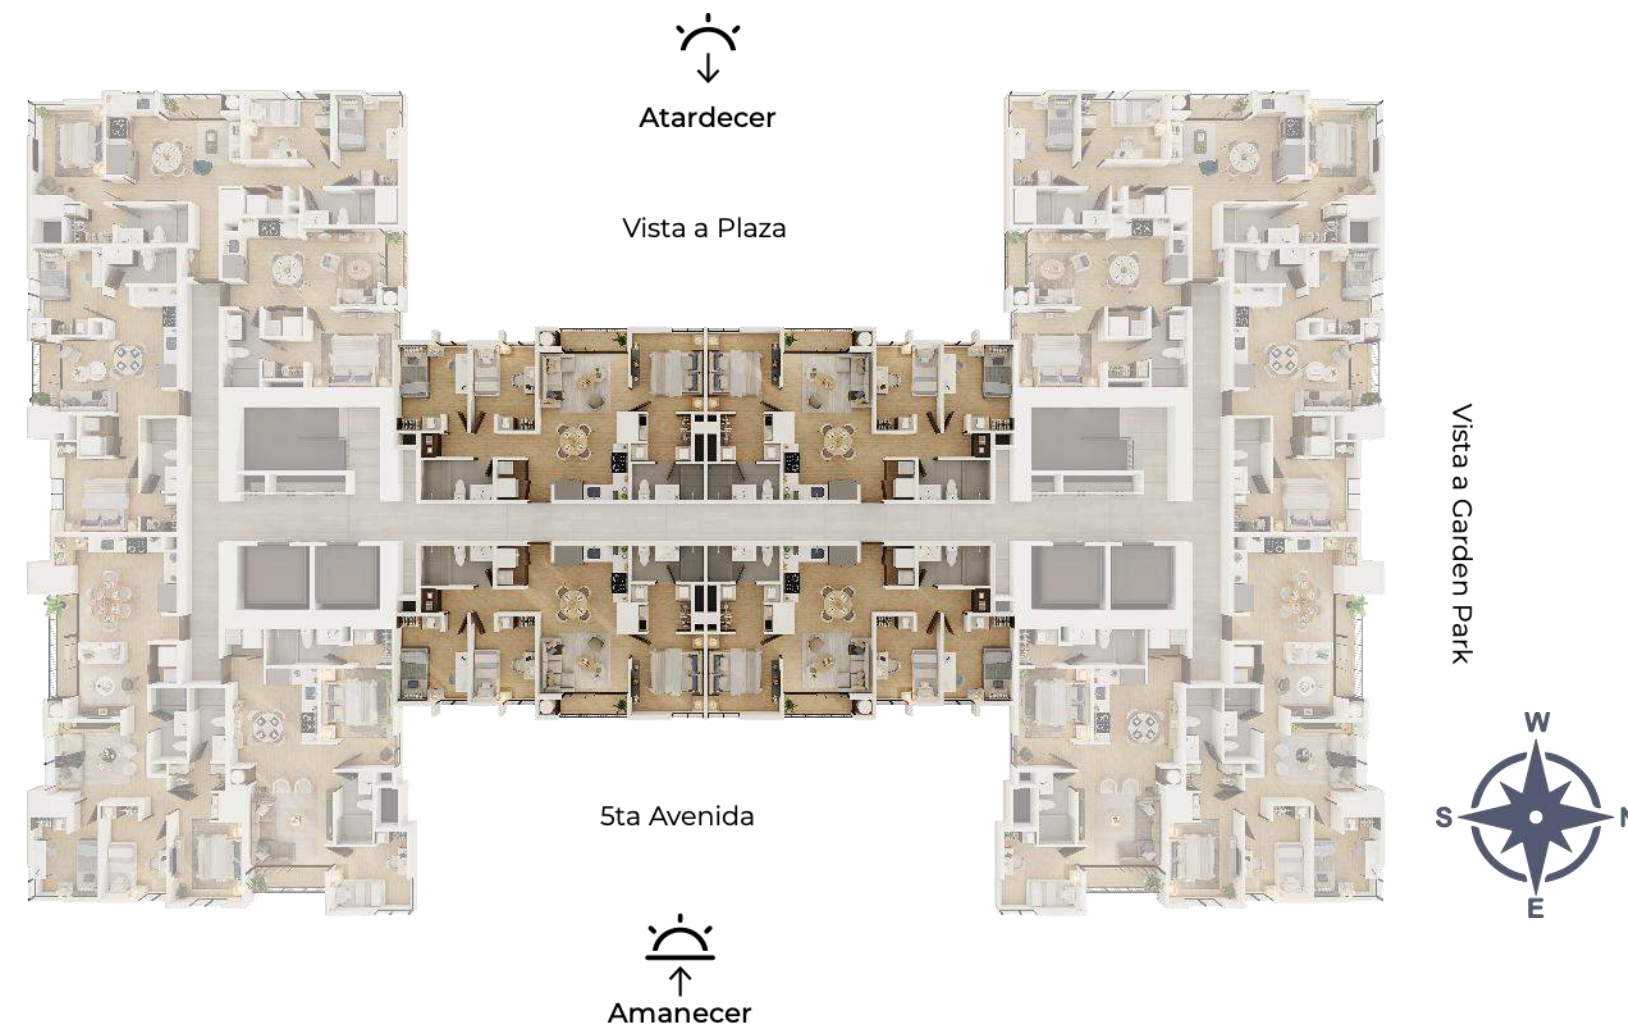 Atardecer
Vista a Plaza
Vista a Garden Park
W
S
N
E
5ta Avenida
Amanecer